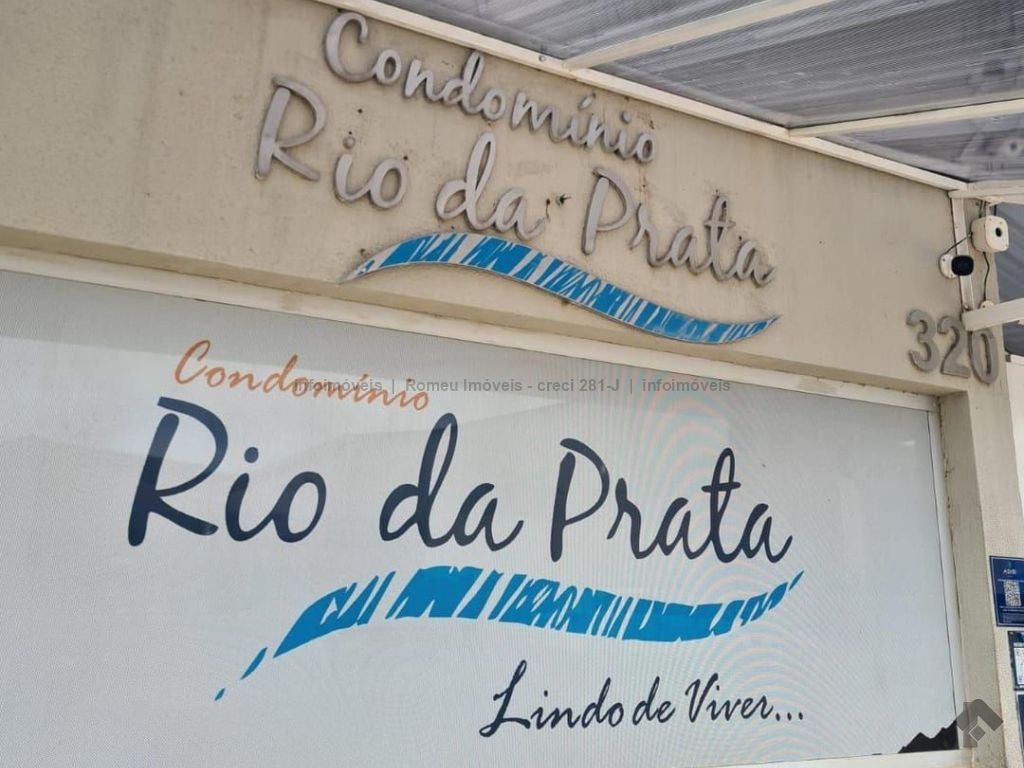 Condomínio
Rio da Prata
320
Condomínio
infoimóveis | Romeu Imóveis - creci 281-J | infoimóveis
Rio da Prata
Lindo de Viver...